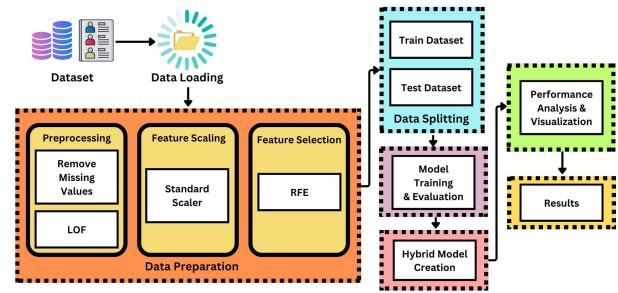 Dataset
Data Loading
Preprocessing
Remove
Missing
Values
LOF
Feature Scaling
Standard
Scaler
Feature Selection
RFE
Data Preparation
Train Dataset
Test Dataset
Data Splitting
Model
Training
& Evaluation
Hybrid Model
Creation
Performance
Analysis &
Visualization
Results